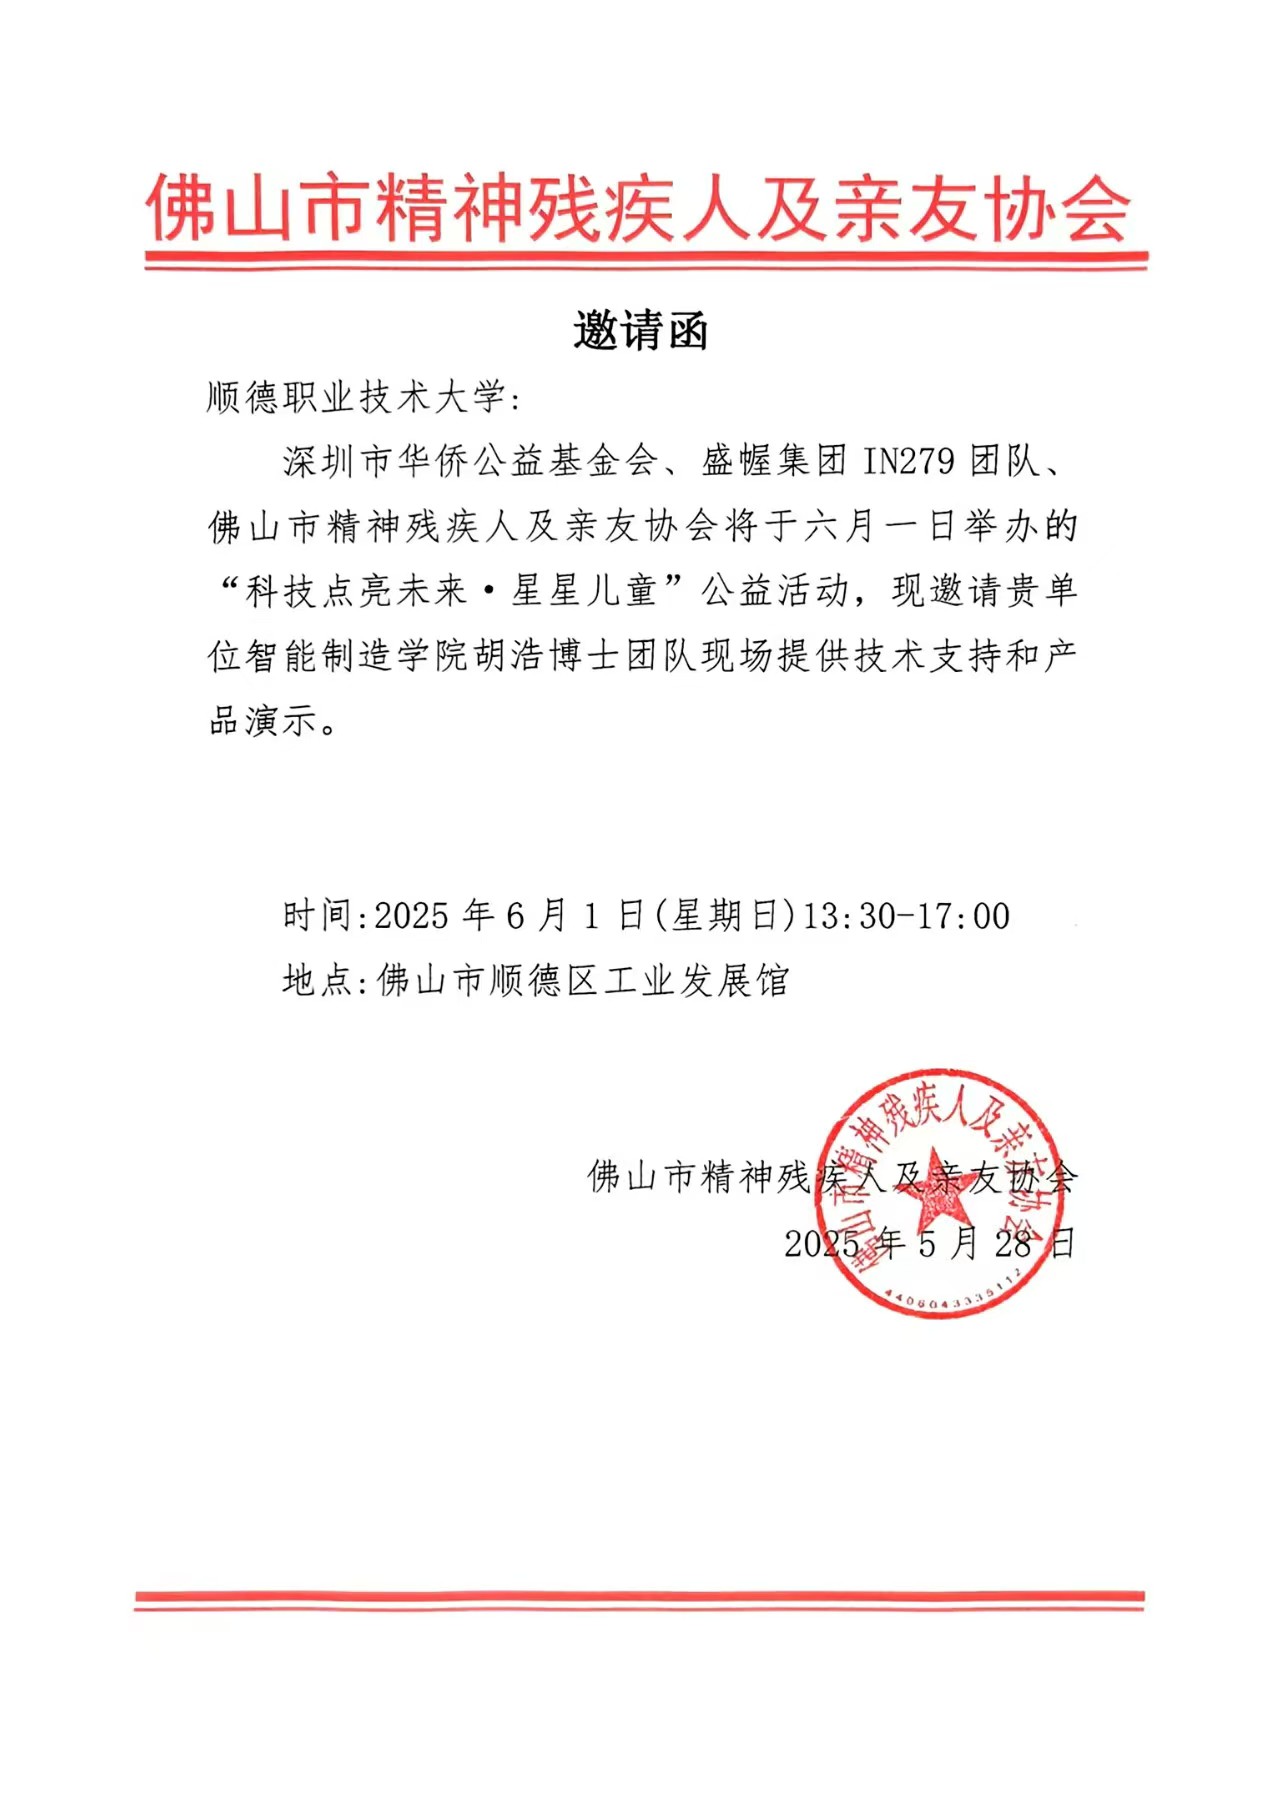 佛山市精神残疾人及亲友协会
邀请函
顺德职业技术大学:
深圳市华侨公益基金会、盛幄集团 IN279 团队、
佛山市精神残疾人及亲友协会将于六月一日举办的
“科技点亮未来·星星儿童”公益活动，现邀请贵单
位智能制造学院胡浩博士团队现场提供技术支持和产
品演示。
时间:2025 年 6 月 1 日(星期日)13:30-17:00
地点:佛山市顺德区工业发展馆
佛山市精神残疾人及亲友协会
2025 年 5 月 28 日
佛山市精神残疾人及亲友协会
4406043335112